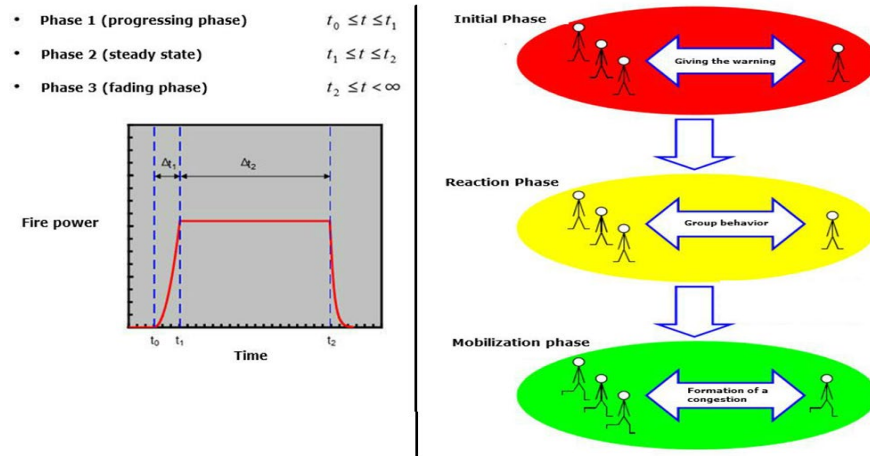 • Phase 1 (progressing phase) t₀ ≤ t ≤ t₁
• Phase 2 (steady state) t₁ ≤ t ≤ t₂
• Phase 3 (fading phase) t₂ ≤ t < ∞
Δt₁ Δt₂
Fire power
t₀ t₁ t₂
Time
Initial Phase
Giving the warning
Reaction Phase
Group behavior
Mobilization phase
Formation of a
congestion